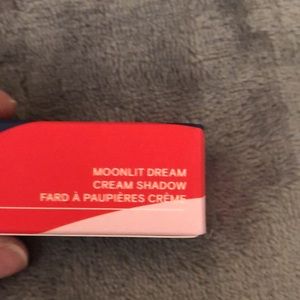 MOONLIT DREAM
CREAM SHADOW
FARD À PAUPIÈRES CRÈME